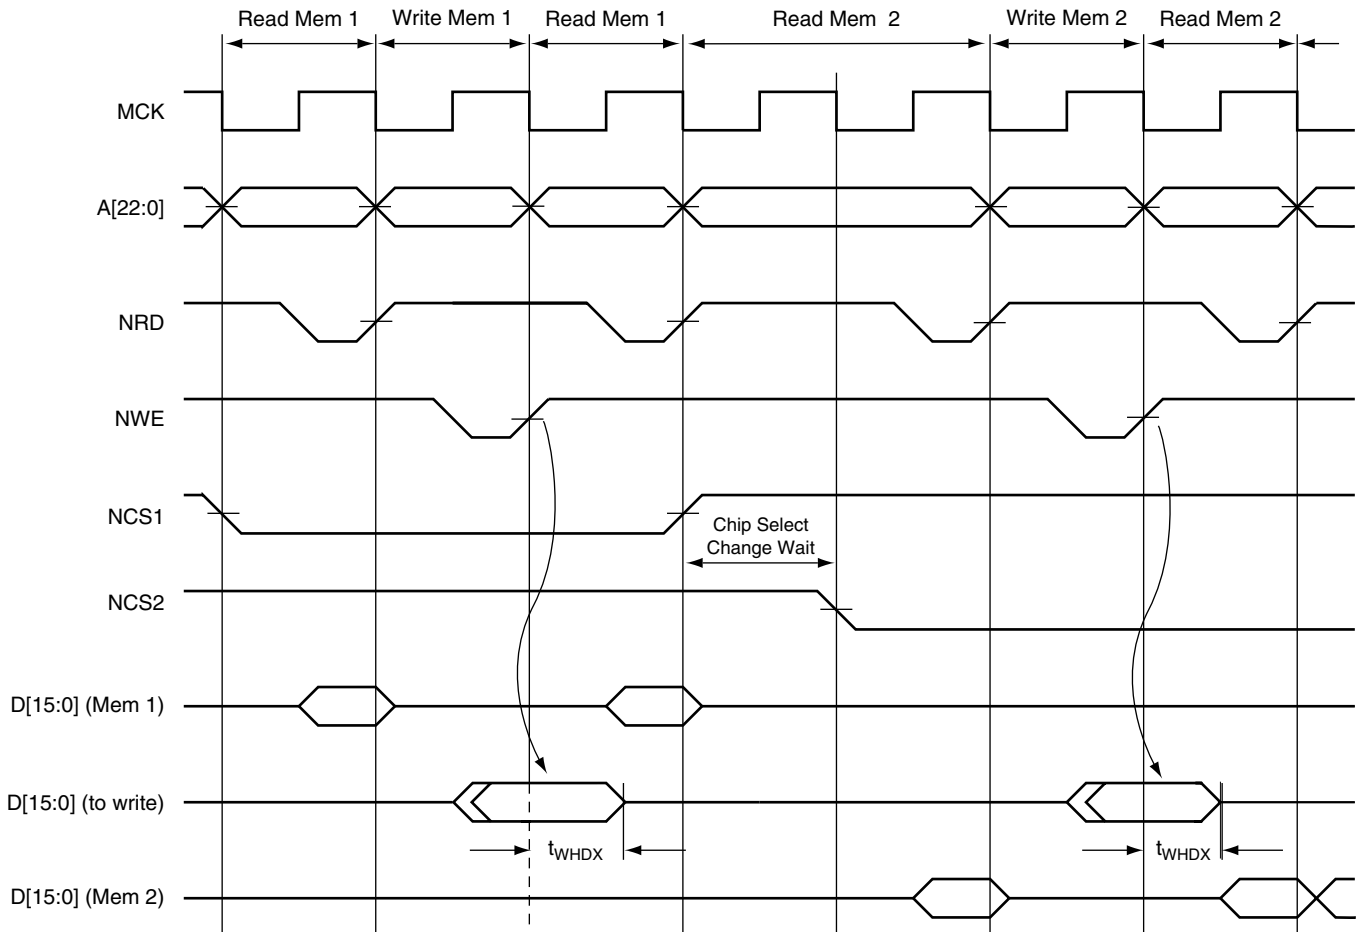 Read Mem 1
Write Mem 1
Read Mem 1
Read Mem 2
Write Mem 2
Read Mem 2
MCK
A[22:0]
NRD
NWE
NCS1
Chip Select
Change Wait
NCS2
D[15:0] (Mem 1)
D[15:0] (to write)
tWHDX
tWHDX
D[15:0] (Mem 2)